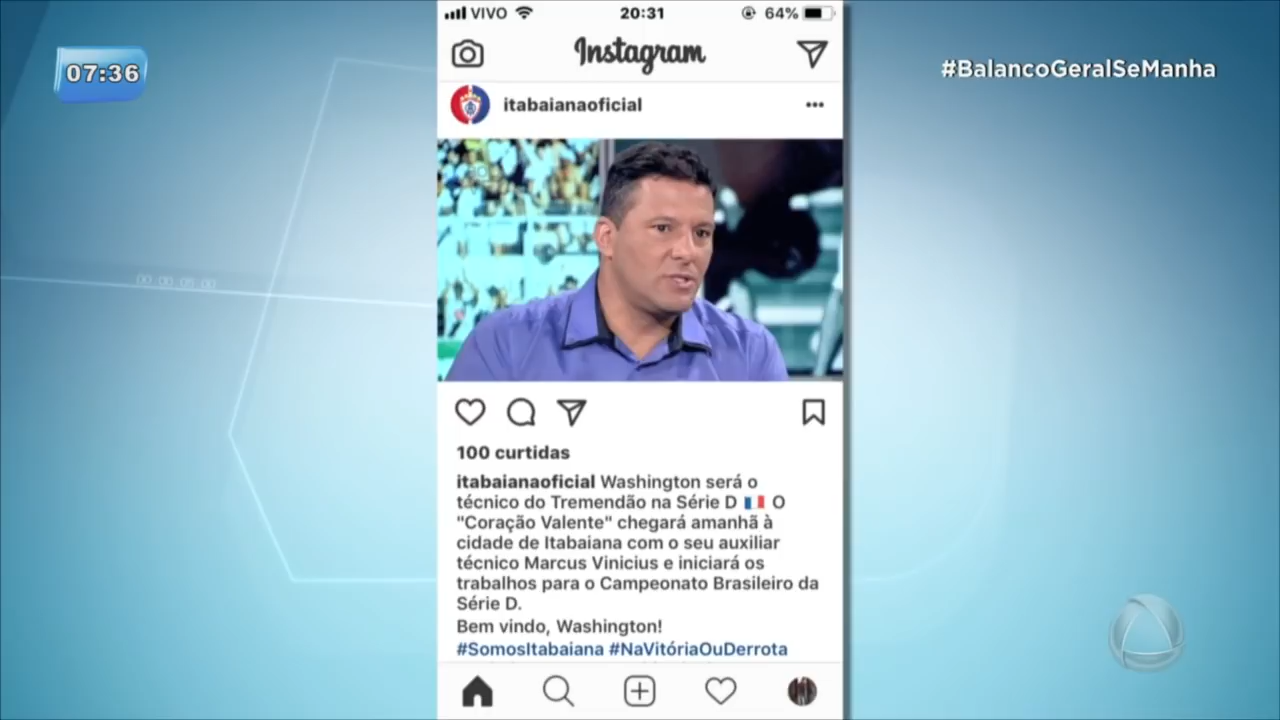 VIVO
20:31
64%
07:36
Instagram
#BalancoGeralSeManha
itabaianaoficial
100 curtidas
itabaianaoficial Washington será o
técnico do Tremendão na Série D 🇫🇷 O
"Coração Valente" chegará amanhã à
cidade de Itabaiana com o seu auxiliar
técnico Marcus Vinicius e iniciará os
trabalhos para o Campeonato Brasileiro da
Série D.
Bem vindo, Washington!
#SomosItabaiana #NaVitóriaOuDerrota